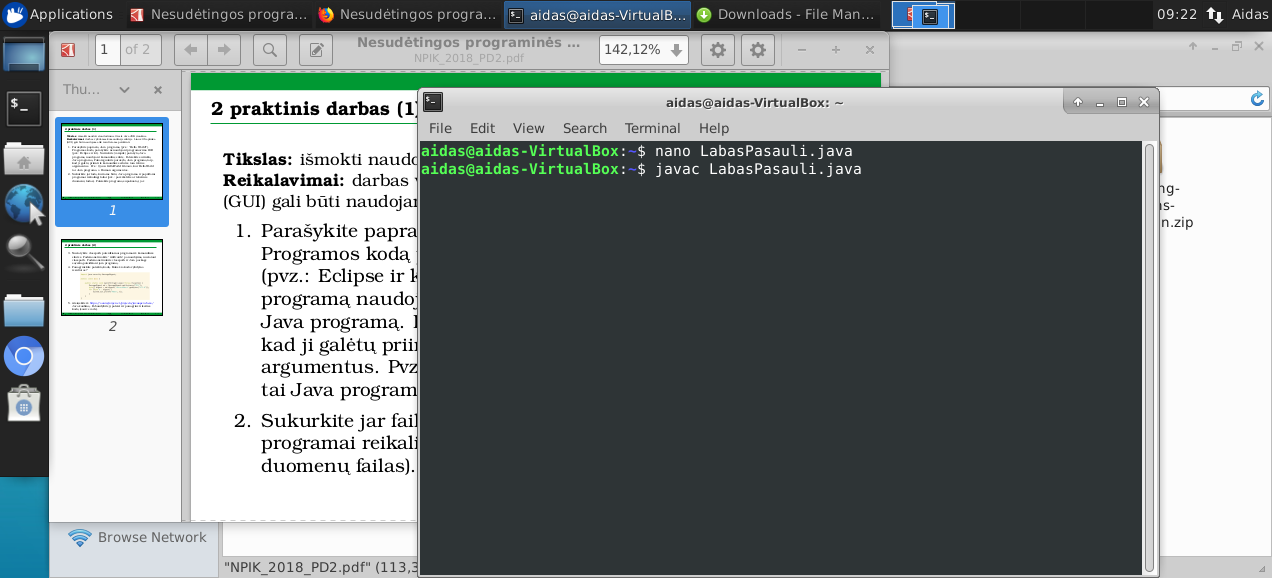 Applications
Nesudėtingos progra...
Nesudėtingos progra...
aidas@aidas-VirtualB...
Downloads - File Man...
09:22
Aidas
1
of 2
Nesudėtingos programinės ...
NPIK_2018_PD2.pdf
142,12%
Thu...
1
2
2 praktinis darbas (1)
Tikslas: išmokti naudo
Reikalavimai: darbas
(GUI) gali būti naudojar
1. Parašykite papra
Programos kodą
(pvz.: Eclipse ir k
programą naudoj
Java programą.
kad ji galėtų priin
argumentus. Pvz
tai Java program
2. Sukurkite jar fail
programai reikali
duomenų failas).
aidas@aidas-VirtualBox: ~
File Edit View Search Terminal Help
aidas@aidas-VirtualBox:~$ nano LabasPasauli.java
aidas@aidas-VirtualBox:~$ javac LabasPasauli.java
ng-
s-
n.zip
Browse Network
"NPIK_2018_PD2.pdf" (113,3